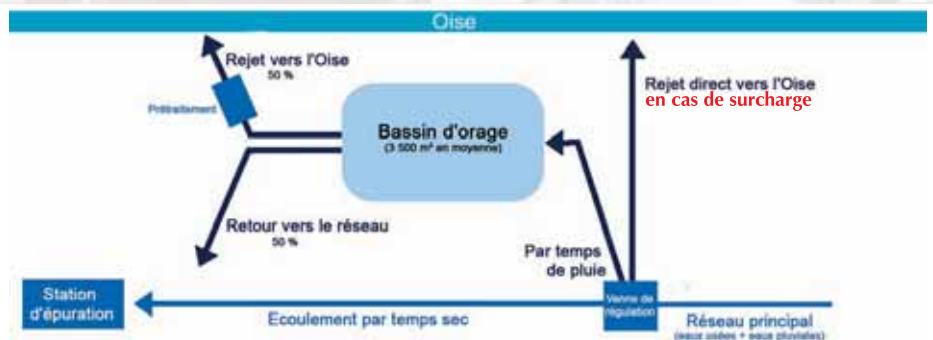 Oise
Rejet vers l'Oise
50 %
Prétraitement
Rejet direct vers l'Oise
en cas de surcharge
Bassin d'orage
(3 500 m³ en moyenne)
Retour vers le réseau
50 %
Par temps
de pluie
Station
d'épuration
Ecoulement par temps sec
Vanne de
régulation
Réseau principal
(eaux usées + eaux pluviales)